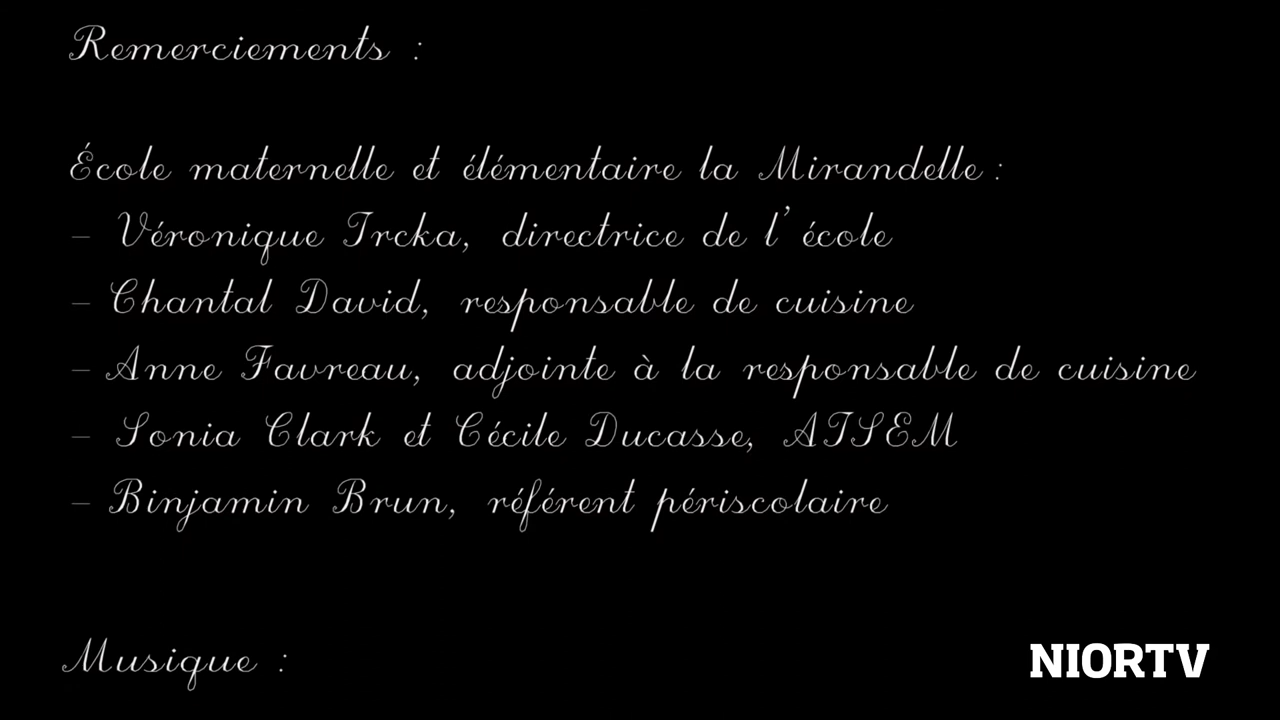 Remerciements :
École maternelle et élémentaire la Mirandelle :
- Véronique Ircka, directrice de l'école
- Chantal David, responsable de cuisine
- Anne Favreau, adjointe à la responsable de cuisine
- Sonia Clark et Cécile Ducasse, ATSEM
- Binjamin Brun, référent périscolaire
Musique :
NIORTV